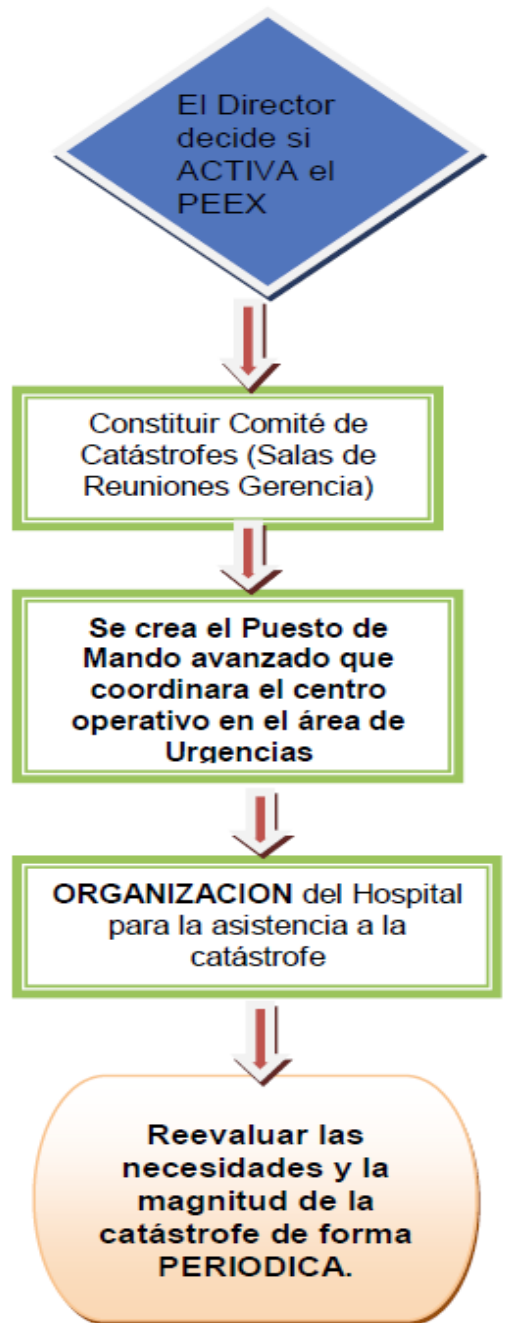 El Director
decide si
ACTIVA el
PEEX
Constituir Comité de
Catástrofes (Salas de
Reuniones Gerencia)
Se crea el Puesto de
Mando avanzado que
coordinara el centro
operativo en el área de
Urgencias
ORGANIZACION del Hospital
para la asistencia a la
catástrofe
Reevaluar las
necesidades y la
magnitud de la
catástrofe de forma
PERIODICA.